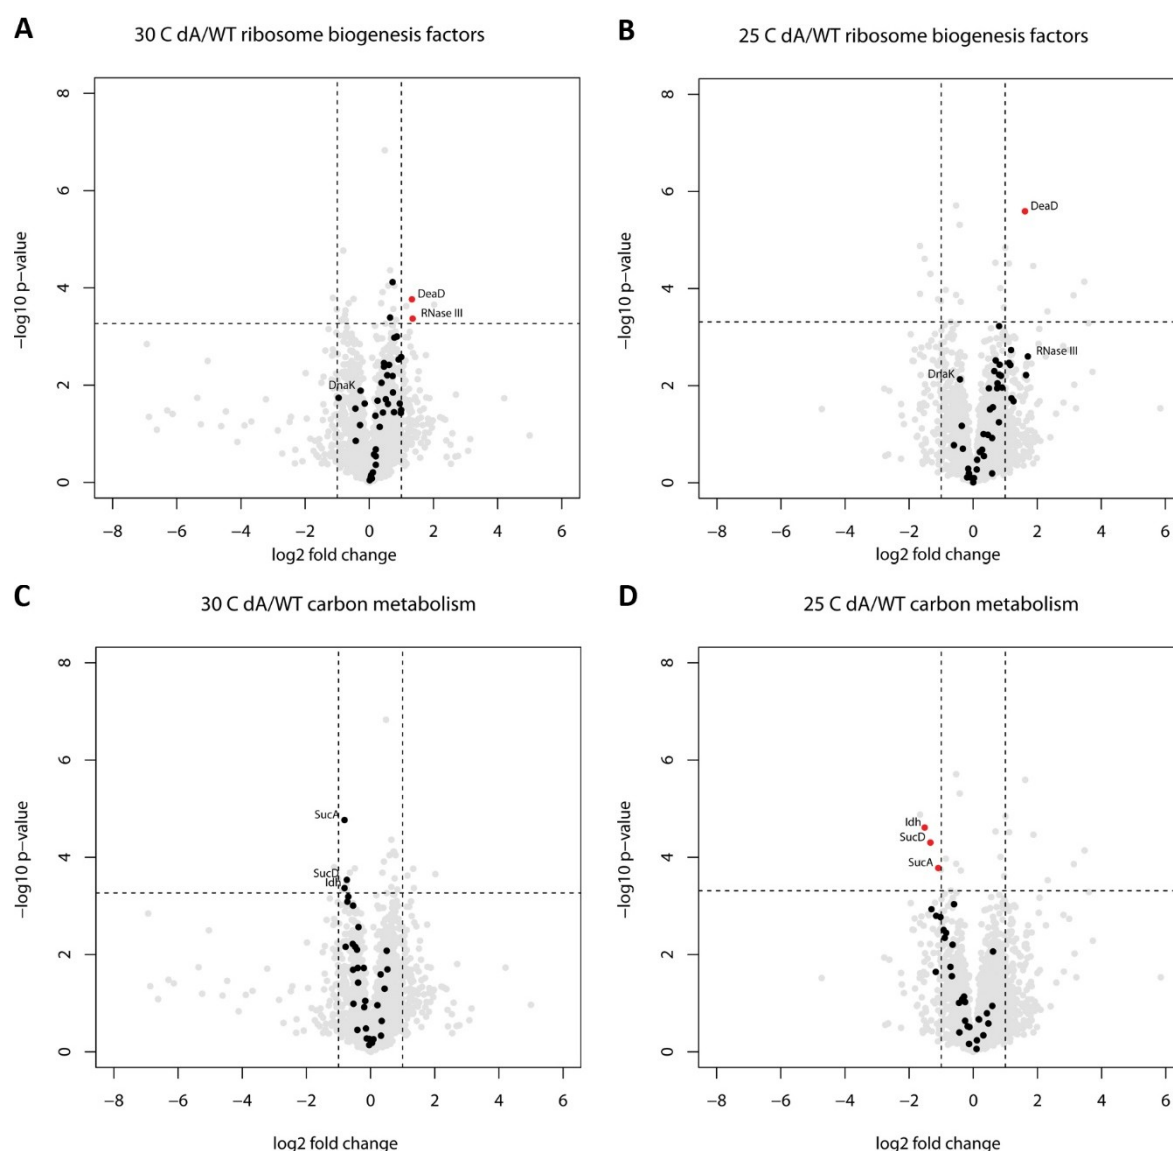 A
30 C dA/WT ribosome biogenesis factors
8
6
4
2
0
−log10 p−value
DeaD
RNase III
DnaK
−8 −6 −4 −2 0 2 4 6
log2 fold change
B
25 C dA/WT ribosome biogenesis factors
8
6
4
2
0
−log10 p−value
DeaD
RNase III
DnaK
−8 −6 −4 −2 0 2 4 6
log2 fold change
C
30 C dA/WT carbon metabolism
8
6
4
2
0
−log10 p−value
SucA
SucD
Idh
−8 −6 −4 −2 0 2 4 6
log2 fold change
D
25 C dA/WT carbon metabolism
8
6
4
2
0
−log10 p−value
Idh
SucD
SucA
−8 −6 −4 −2 0 2 4 6
log2 fold change